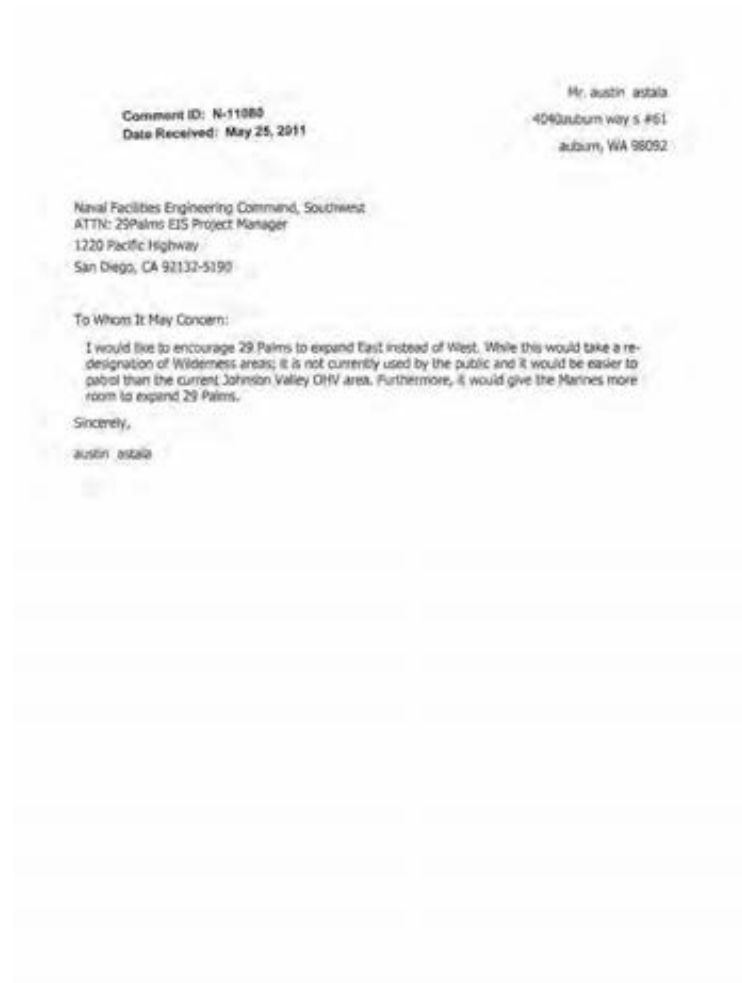 Mr. austin astala
4040auburn way s #61
auburn, WA 98092
Comment ID: N-11080
Date Received: May 25, 2011
Naval Facilities Engineering Command, Southwest
ATTN: 29Palms EIS Project Manager
1220 Pacific Highway
San Diego, CA 92132-5190
To Whom It May Concern:
I would like to encourage 29 Palms to expand East instead of West. While this would take a re-
designation of Wilderness areas; it is not currently used by the public and it would be easier to
patrol than the current Johnson Valley OHV area. Furthermore, it would give the Marines more
room to expand 29 Palms.
Sincerely,
austin astala